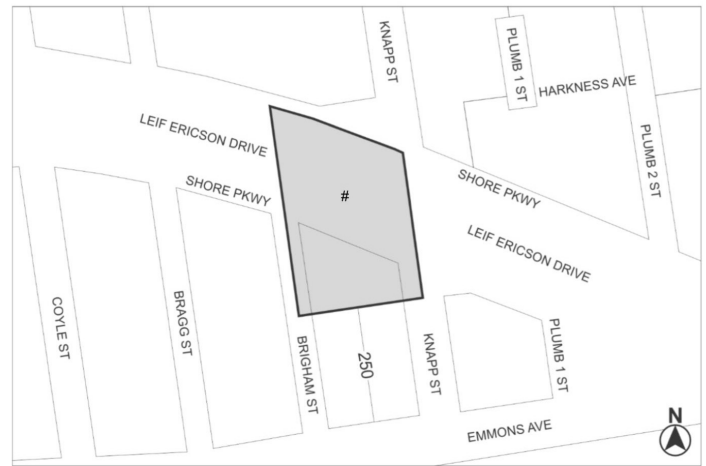 KNAPP ST
PLUMB 1 ST
HARKNESS AVE
LEIF ERICSON DRIVE
PLUMB 2 ST
SHORE PKWY
SHORE PKWY
#
LEIF ERICSON DRIVE
COYLE ST
BRAGG ST
BRIGHAM ST
250
KNAPP ST
PLUMB 1 ST
EMMONS AVE
N